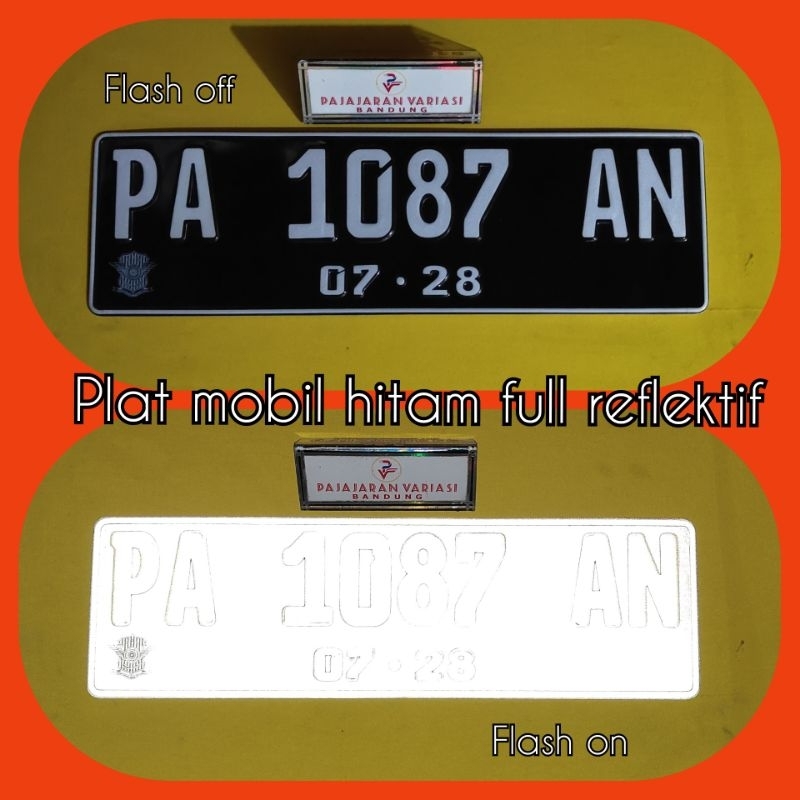 Flash off
PAJAJARAN VARIASI
BANDUNG
PA 1087 AN
07 · 28
Plat mobil hitam full reflektif
PAJAJARAN VARIASI
BANDUNG
PA 1087 AN
07 · 28
Flash on